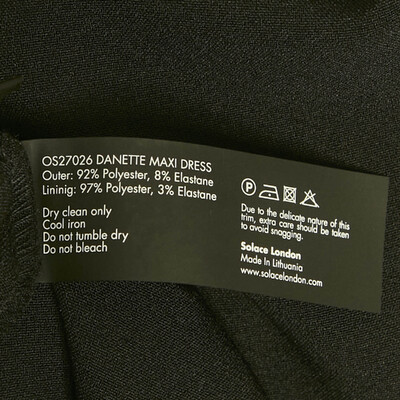 OS27026 DANETTE MAXI DRESS
Outer: 92% Polyester, 8% Elastane
Lininig: 97% Polyester, 3% Elastane
Dry clean only
Cool iron
Do not tumble dry
Do not bleach
P
Due to the delicate nature of this
trim, extra care should be taken
to avoid snagging.
Solace London
Made In Lithuania
www.solacelondon.com